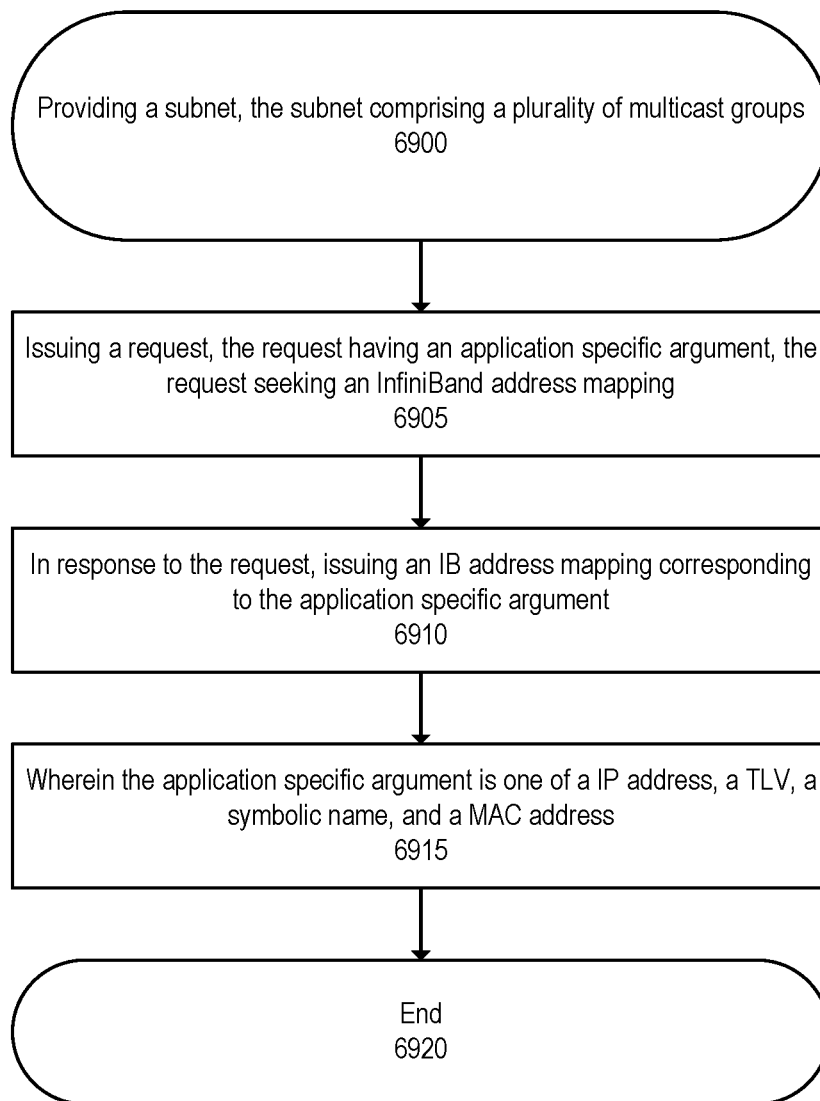 Providing a subnet, the subnet comprising a plurality of multicast groups
6900
Issuing a request, the request having an application specific argument, the
request seeking an InfiniBand address mapping
6905
In response to the request, issuing an IB address mapping corresponding
to the application specific argument
6910
Wherein the application specific argument is one of a IP address, a TLV, a
symbolic name, and a MAC address
6915
End
6920